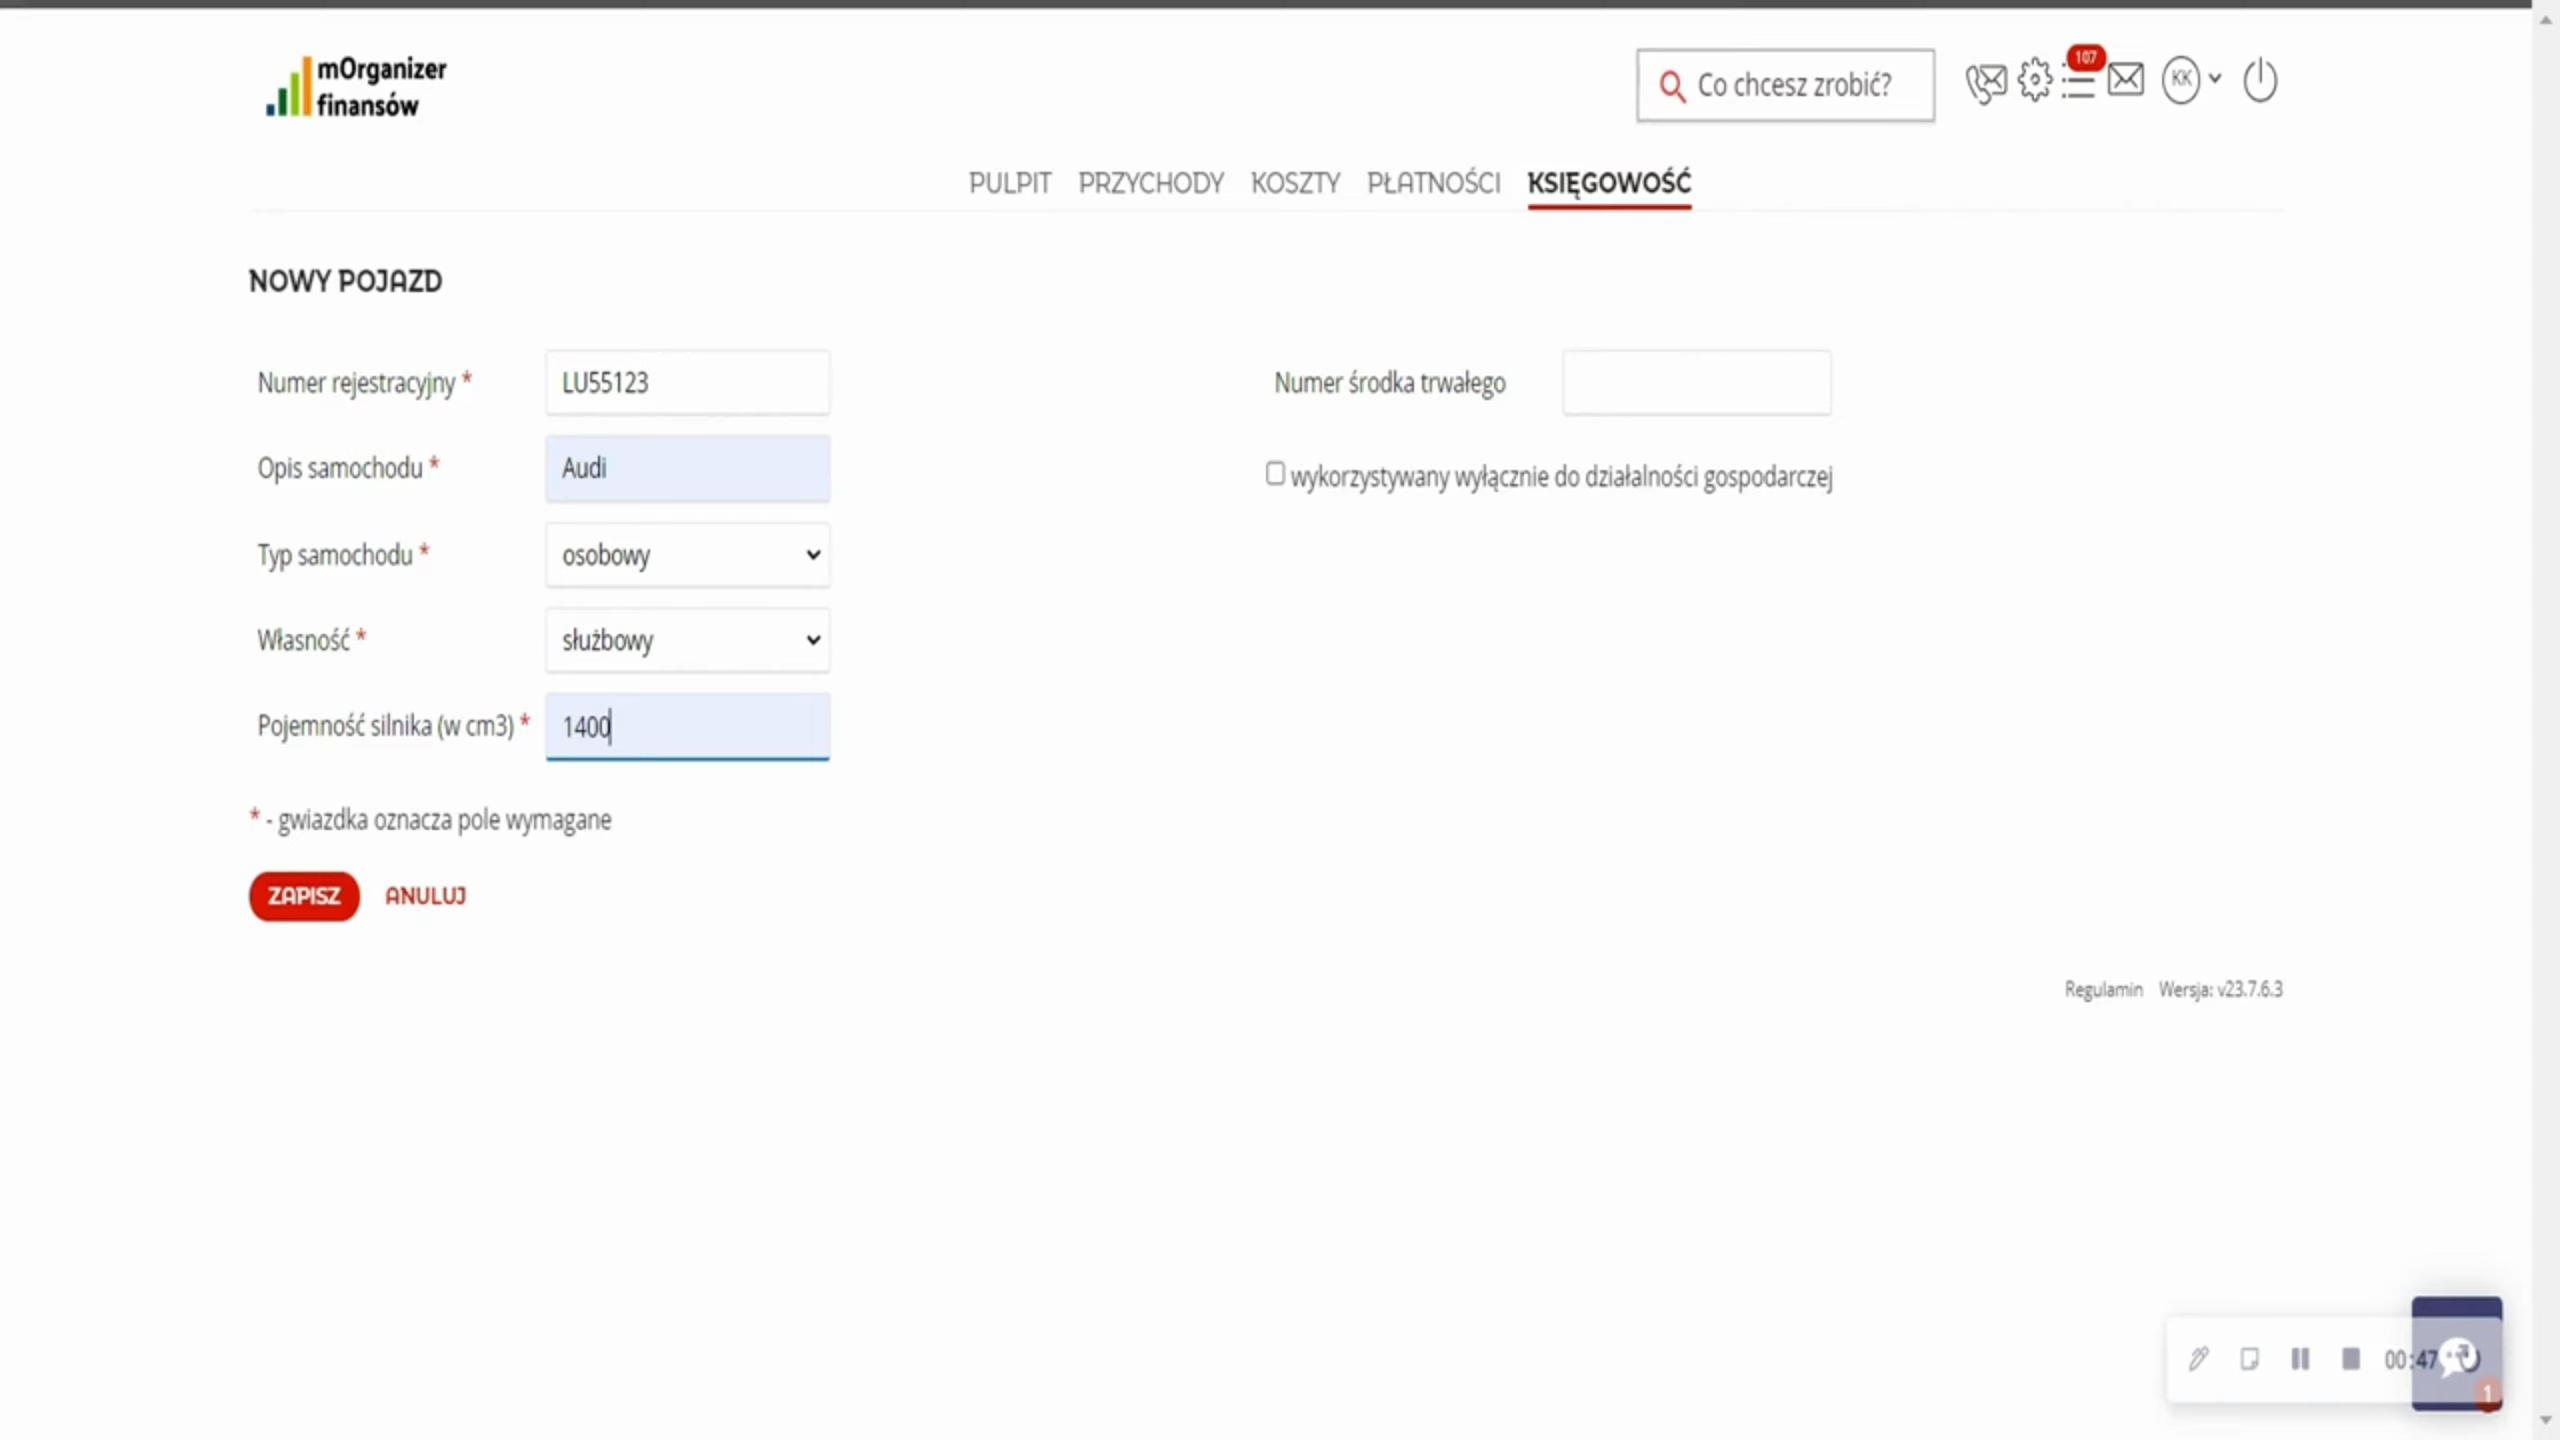 mOrganizer
finansów
Co chcesz zrobić?
107
KK
PULPIT PRZYCHODY KOSZTY PŁATNOŚCI KSIĘGOWOŚĆ
NOWY POJAZD
Numer rejestracyjny * LU55123 Numer środka trwałego
Opis samochodu * Audi wykorzystywany wyłącznie do działalności gospodarczej
Typ samochodu * osobowy
Własność * służbowy
Pojemność silnika (w cm3) * 1400
* - gwiazdka oznacza pole wymagane
ZAPISZ ANULUJ
Regulamin Wersja: v23.7.6.3
00:47
1